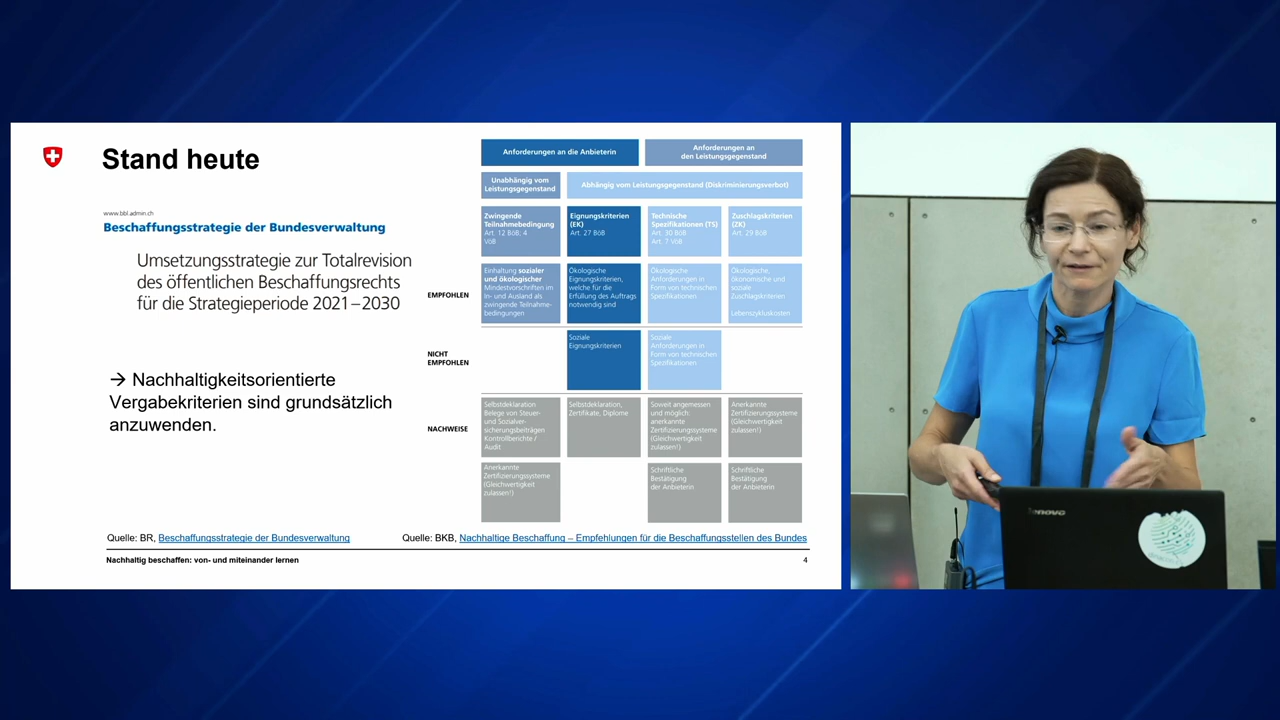 Stand heute
www.bbl.admin.ch
Beschaffungsstrategie der Bundesverwaltung
Umsetzungsstrategie zur Totalrevision
des öffentlichen Beschaffungsrechts
für die Strategieperiode 2021–2030
→ Nachhaltigkeitsorientierte
Vergabekriterien sind grundsätzlich
anzuwenden.
Anforderungen an die Anbieterin
Anforderungen an
den Leistungsgegenstand
Unabhängig vom
Leistungsgegenstand
Abhängig vom Leistungsgegenstand (Diskriminierungsverbot)
Zwingende
Teilnahmebedingung
Art. 12 BöB; 4
VöB
Eignungskriterien
(EK)
Art. 27 BöB
Technische
Spezifikationen (TS)
Art. 30 BöB
Art. 7 VöB
Zuschlagskriterien
(ZK)
Art. 29 BöB
EMPFOHLEN
Einhaltung sozialer
und ökologischer
Mindestvorschriften im
In- und Ausland als
zwingende Teilnahme-
bedingungen
Ökologische
Eignungskriterien,
welche für die
Erfüllung des Auftrags
notwendig sind
Ökologische
Anforderungen in
Form von technischen
Spezifikationen
Ökologische,
ökonomische und
soziale
Zuschlagskriterien
Lebenszykluskosten
NICHT
EMPFOHLEN
Soziale
Eignungskriterien
Soziale
Anforderungen in
Form von technischen
Spezifikationen
NACHWEISE
Selbstdeklaration
Belege von Steuer-
und Sozialver-
sicherungsbeiträgen
Kontrollberichte /
Audit
Selbstdeklaration,
Zertifikate, Diplome
Soweit angemessen
und möglich:
anerkannte
Zertifizierungssysteme
(Gleichwertigkeit
zulassen!)
Anerkannte
Zertifizierungssysteme
(Gleichwertigkeit
zulassen!)
Anerkannte
Zertifizierungssysteme
(Gleichwertigkeit
zulassen!)
Schriftliche
Bestätigung
der Anbieterin
Schriftliche
Bestätigung
der Anbieterin
Quelle: BR, Beschaffungsstrategie der Bundesverwaltung
Quelle: BKB, Nachhaltige Beschaffung – Empfehlungen für die Beschaffungsstellen des Bundes
Nachhaltig beschaffen: von- und miteinander lernen
4
lenovo